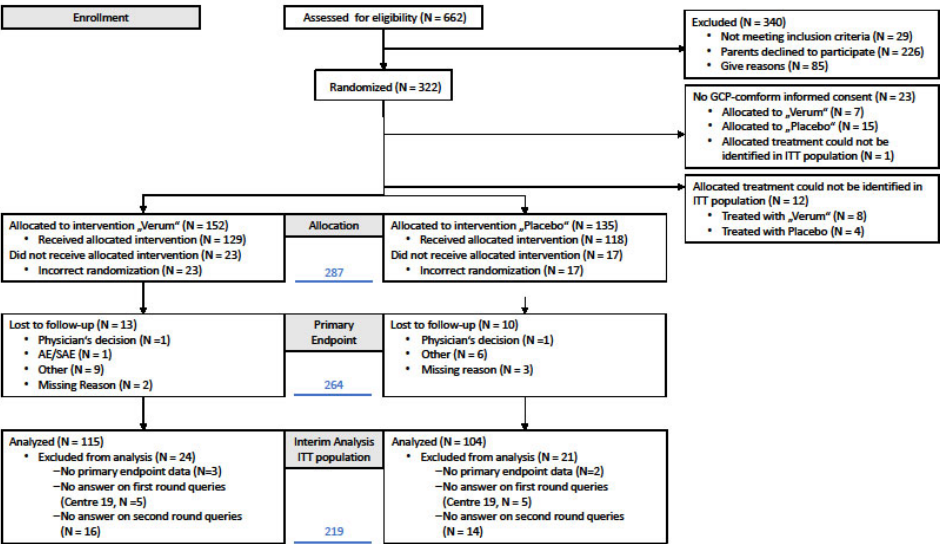 Enrollment
Assessed for eligibility (N = 662)
Excluded (N = 340)
• Not meeting inclusion criteria (N = 29)
• Parents declined to participate (N = 226)
• Give reasons (N = 85)
Randomized (N = 322)
No GCP-comform informed consent (N = 23)
• Allocated to „Verum“ (N = 7)
• Allocated to „Placebo“ (N = 15)
• Allocated treatment could not be
identified in ITT population (N = 1)
Allocated treatment could not be identified in
ITT population (N = 12)
• Treated with „Verum“ (N = 8)
• Treated with Placebo (N = 4)
Allocated to intervention „Verum“ (N = 152)
• Received allocated intervention (N = 129)
Did not receive allocated intervention (N = 23)
• Incorrect randomization (N = 23)
Allocation
287
Allocated to intervention „Placebo“ (N = 135)
• Received allocated intervention (N = 118)
Did not receive allocated intervention (N = 17)
• Incorrect randomization (N = 17)
Lost to follow-up (N = 13)
• Physician's decision (N =1)
• AE/SAE (N = 1)
• Other (N = 9)
• Missing Reason (N = 2)
Primary
Endpoint
264
Lost to follow-up (N = 10)
• Physician's decision (N =1)
• Other (N = 6)
• Missing reason (N = 3)
Analyzed (N = 115)
• Excluded from analysis (N = 24)
–No primary endpoint data (N=3)
–No answer on first round queries
(Centre 19, N =5)
–No answer on second round queries
(N = 16)
Interim Analysis
ITT population
219
Analyzed (N = 104)
• Excluded from analysis (N = 21)
–No primary endpoint data (N=2)
–No answer on first round queries
(Centre 19, N = 5)
–No answer on second round queries
(N = 14)